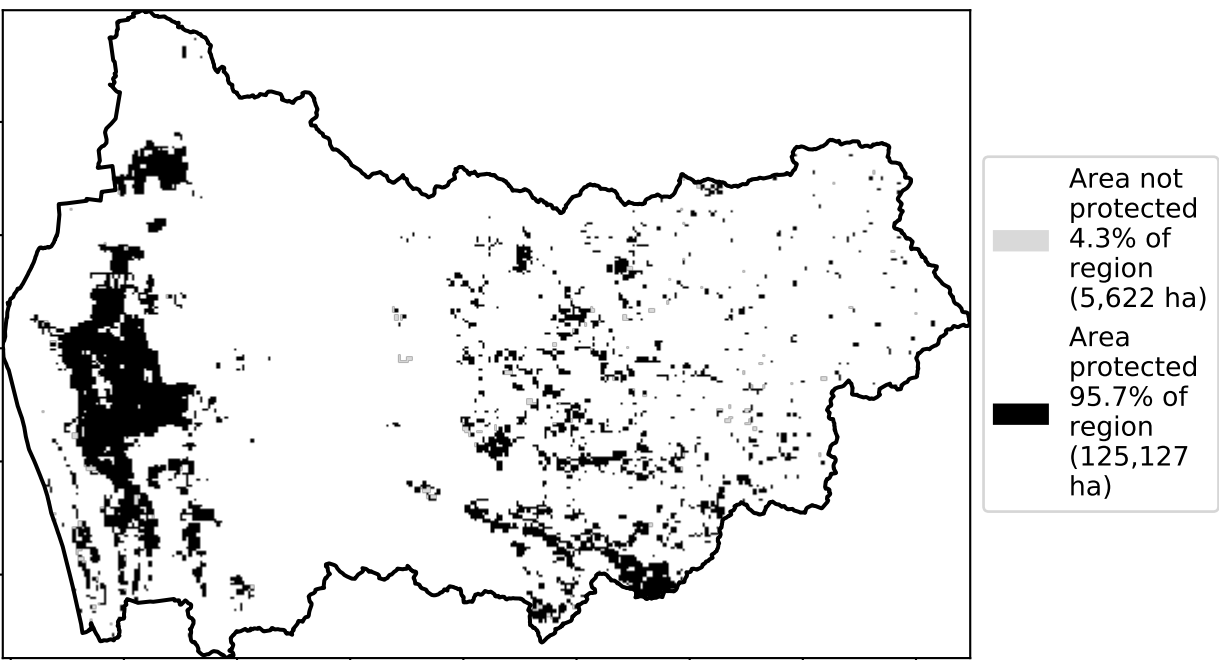 Area not
protected
4.3% of
region
(5,622 ha)
Area
protected
95.7% of
region
(125,127
ha)